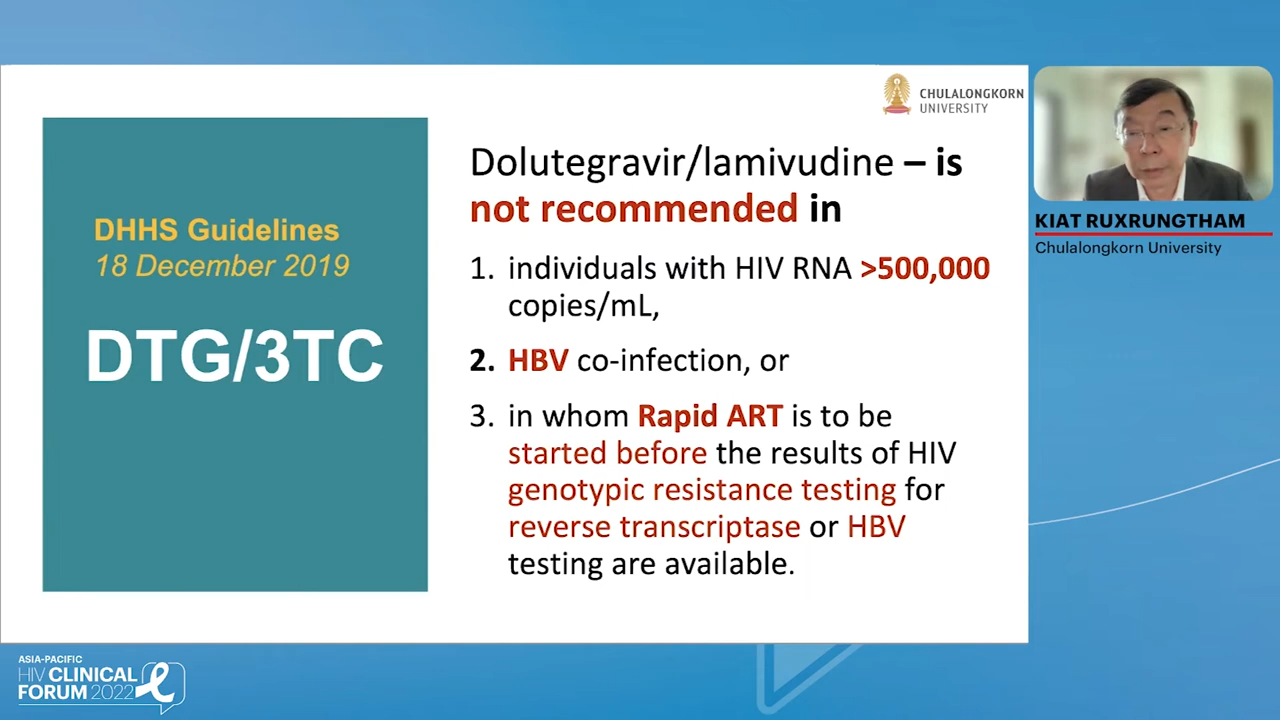 CHULALONGKORN
UNIVERSITY
DHHS Guidelines
18 December 2019
DTG/3TC
Dolutegravir/lamivudine – is
not recommended in
1. individuals with HIV RNA >500,000
copies/mL,
2. HBV co-infection, or
3. in whom Rapid ART is to be
started before the results of HIV
genotypic resistance testing for
reverse transcriptase or HBV
testing are available.
KIAT RUXRUNGTHAM
Chulalongkorn University
ASIA-PACIFIC
HIV CLINICAL
FORUM 2022